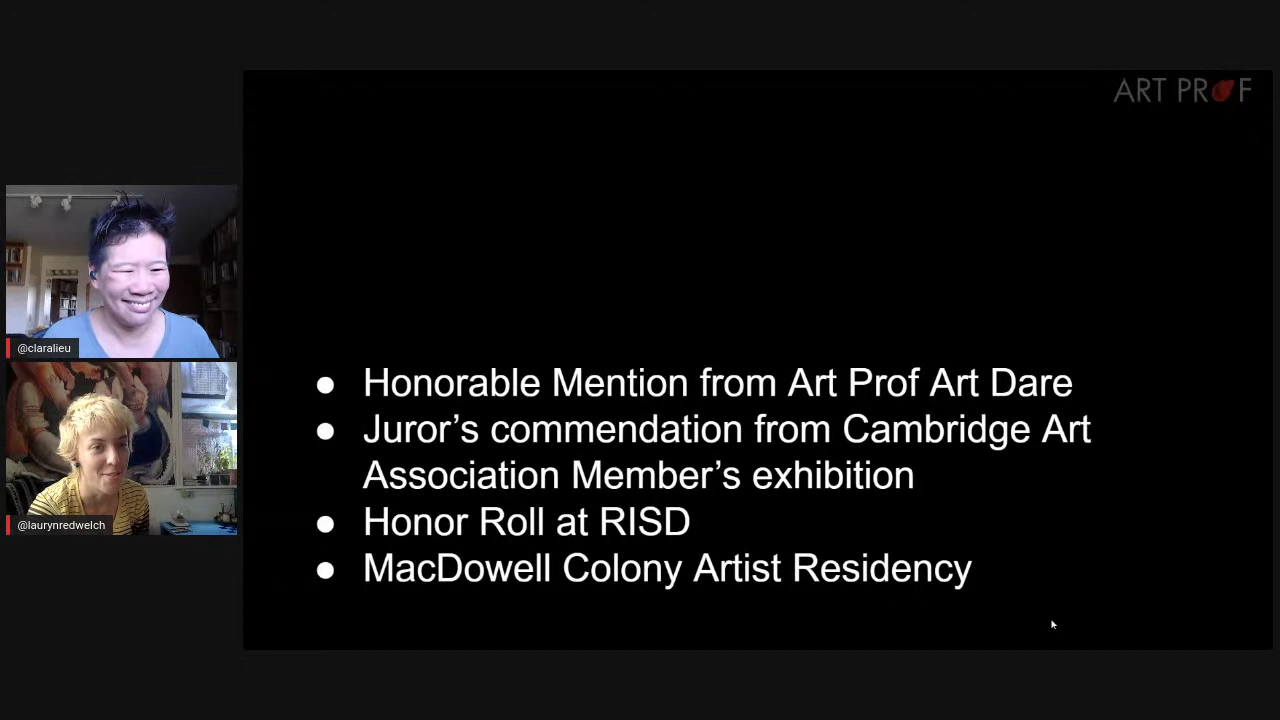 ART PROF
@claralieu
@laurynredwelch
● Honorable Mention from Art Prof Art Dare
● Juror’s commendation from Cambridge Art
Association Member’s exhibition
● Honor Roll at RISD
● MacDowell Colony Artist Residency